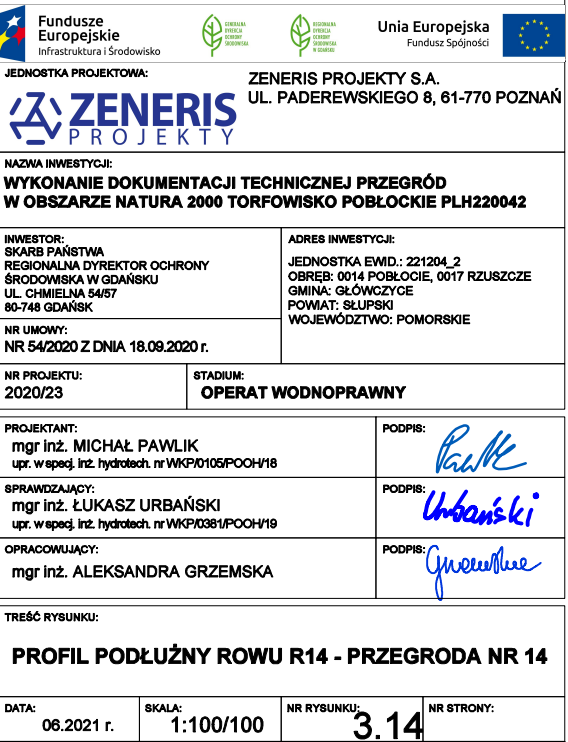 Fundusze
Europejskie
Infrastruktura i Środowisko
GENERALNA
DYREKCJA
OCHRONY
ŚRODOWISKA
REGIONALNA
DYREKCJA
OCHRONY
ŚRODOWISKA
W GDAŃSKU
Unia Europejska
Fundusz Spójności
JEDNOSTKA PROJEKTOWA:
ZENERIS
PROJEKTY
ZENERIS PROJEKTY S.A.
UL. PADEREWSKIEGO 8, 61-770 POZNAŃ
NAZWA INWESTYCJI:
WYKONANIE DOKUMENTACJI TECHNICZNEJ PRZEGRÓD
W OBSZARZE NATURA 2000 TORFOWISKO POBŁOCKIE PLH220042
INWESTOR:
SKARB PAŃSTWA
REGIONALNA DYREKTOR OCHRONY
ŚRODOWISKA W GDAŃSKU
UL. CHMIELNA 54/57
80-748 GDAŃSK
NR UMOWY:
NR 54/2020 Z DNIA 18.09.2020 r.
ADRES INWESTYCJI:
JEDNOSTKA EWID.: 221204_2
OBRĘB: 0014 POBŁOCIE, 0017 RZUSZCZE
GMINA: GŁÓWCZYCE
POWIAT: SŁUPSKI
WOJEWÓDZTWO: POMORSKIE
NR PROJEKTU:
2020/23
STADIUM:
OPERAT WODNOPRAWNY
PROJEKTANT:
mgr inż. MICHAŁ PAWLIK
upr. w specj. inż. hydrotech. nr WKP/0105/POOH/18
PODPIS:
SPRAWDZAJĄCY:
mgr inż. ŁUKASZ URBAŃSKI
upr. w specj. inż. hydrotech. nr WKP/0381/POOH/19
PODPIS:
Urbański
OPRACOWUJĄCY:
mgr inż. ALEKSANDRA GRZEMSKA
PODPIS:
TREŚĆ RYSUNKU:
PROFIL PODŁUŻNY ROWU R14 - PRZEGRODA NR 14
DATA:
06.2021 r.
SKALA:
1:100/100
NR RYSUNKU:
3.14
NR STRONY: